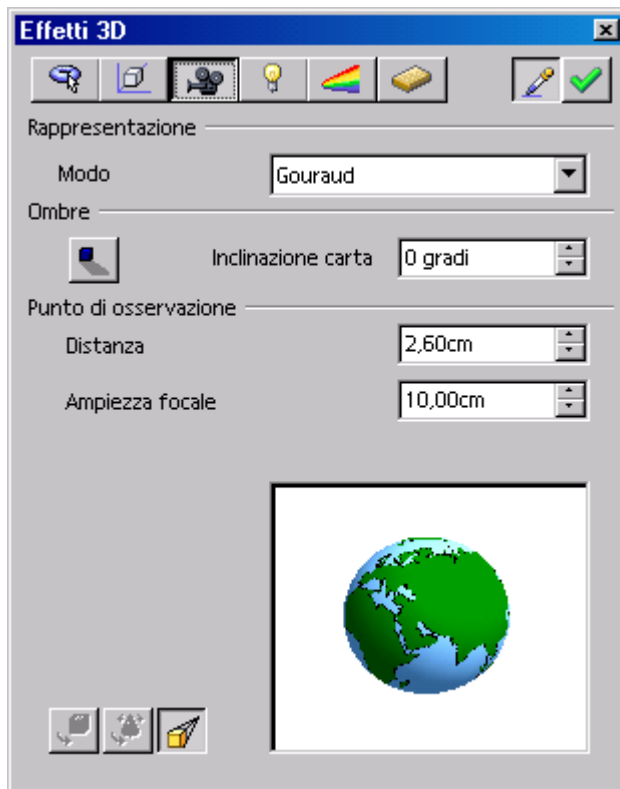 Effetti 3D
Rappresentazione
Modo Gouraud
Ombre
Inclinazione carta 0 gradi
Punto di osservazione
Distanza 2,60cm
Ampiezza focale 10,00cm